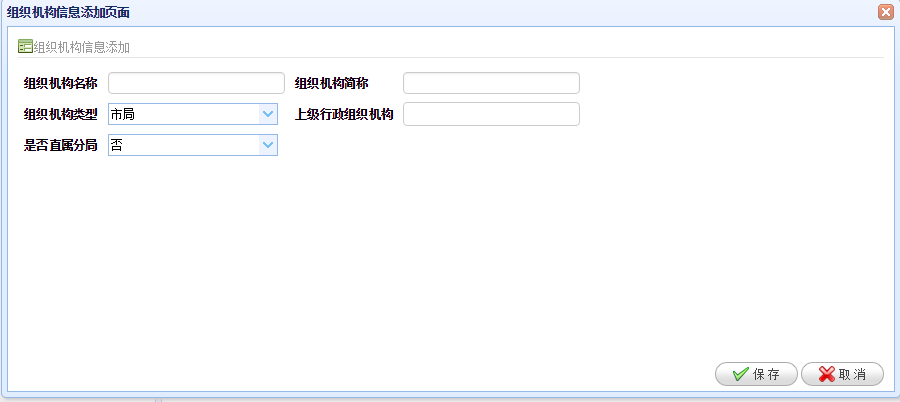 组织机构信息添加页面
组织机构信息添加
组织机构名称 组织机构简称
组织机构类型 市局 上级行政组织机构
是否直属分局 否
保存 取消